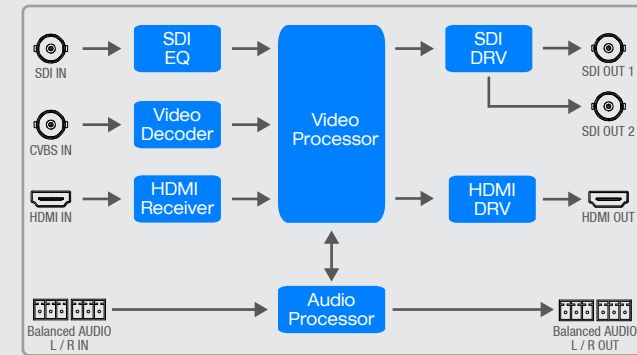 SDI IN
SDI
EQ
Video
Processor
SDI
DRV
SDI OUT 1
SDI OUT 2
CVBS IN
Video
Decoder
HDMI IN
HDMI
Receiver
HDMI
DRV
HDMI OUT
Balanced AUDIO
L / R IN
Audio
Processor
Balanced AUDIO
L / R OUT